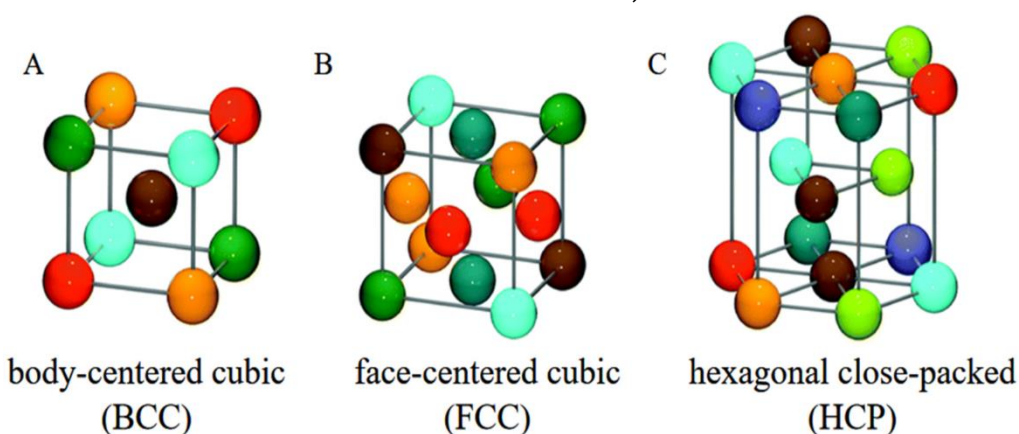 A
B
C
body-centered cubic
(BCC)
face-centered cubic
(FCC)
hexagonal close-packed
(HCP)